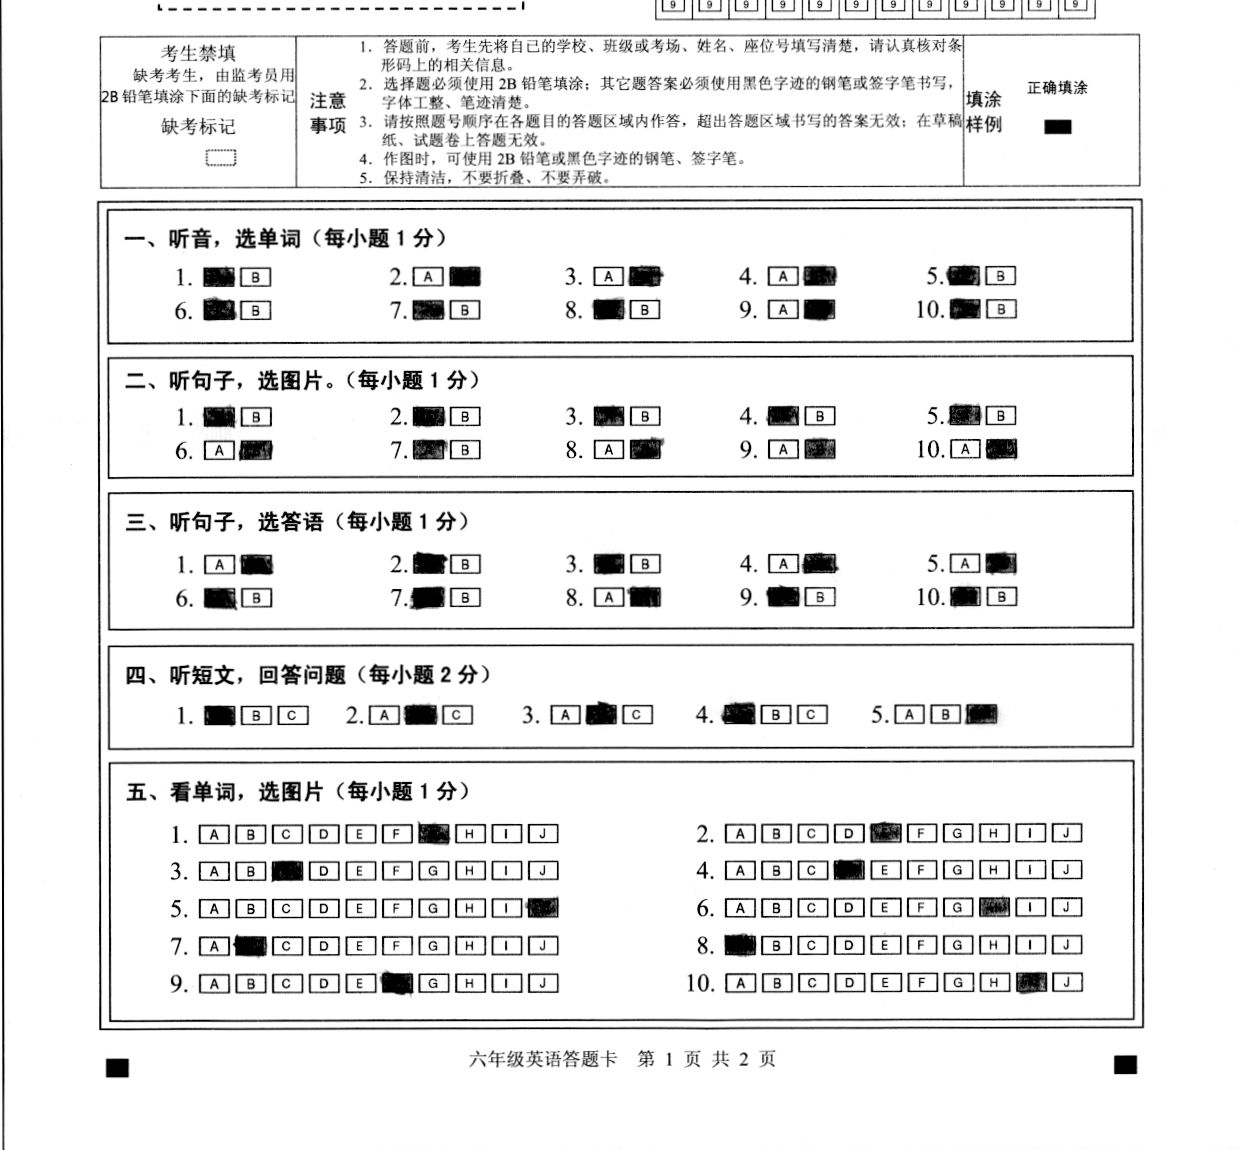 9 9 9 9 9 9 9 9 9 9 9 9
考生禁填
缺考考生，由监考员用
2B 铅笔填涂下面的缺考标记
缺考标记
注意
事项
1．答题前，考生先将自己的学校、班级或考场、姓名、座位号填写清楚，请认真核对条
形码上的相关信息。
2．选择题必须使用 2B 铅笔填涂；其它题答案必须使用黑色字迹的钢笔或签字笔书写，
字体工整、笔迹清楚。
3．请按照题号顺序在各题目的答题区域内作答，超出答题区域书写的答案无效；在草稿
纸、试题卷上答题无效。
4．作图时，可使用 2B 铅笔或黑色字迹的钢笔、签字笔。
5．保持清洁，不要折叠、不要弄破。
填涂
样例
正确填涂
一、听音，选单词（每小题 1 分）
1. B 2. A 3. A 4. A 5. B
6. B 7. B 8. B 9. A 10. B
二、听句子，选图片。（每小题 1 分）
1. B 2. B 3. B 4. B 5. B
6. A 7. A B 8. A 9. A B 10. A
三、听句子，选答语（每小题 1 分）
1. A 2. B 3. B 4. A 5. A
6. B 7. B 8. A 9. B 10. B
四、听短文，回答问题（每小题 2 分）
1. B C 2. A C 3. A C 4. B C 5. A B
五、看单词，选图片（每小题 1 分）
1. A B C D E F H I J 2. A B C D F G H I J
3. A B D E F G H I J 4. A B C E F G H I J
5. A B C D E F G H I 6. A B C D E F G I J
7. A C D E F G H I J 8. B C D E F G H I J
9. A B C D E G H I J 10. A B C D E F G H J
六年级英语答题卡 第 1 页 共 2 页